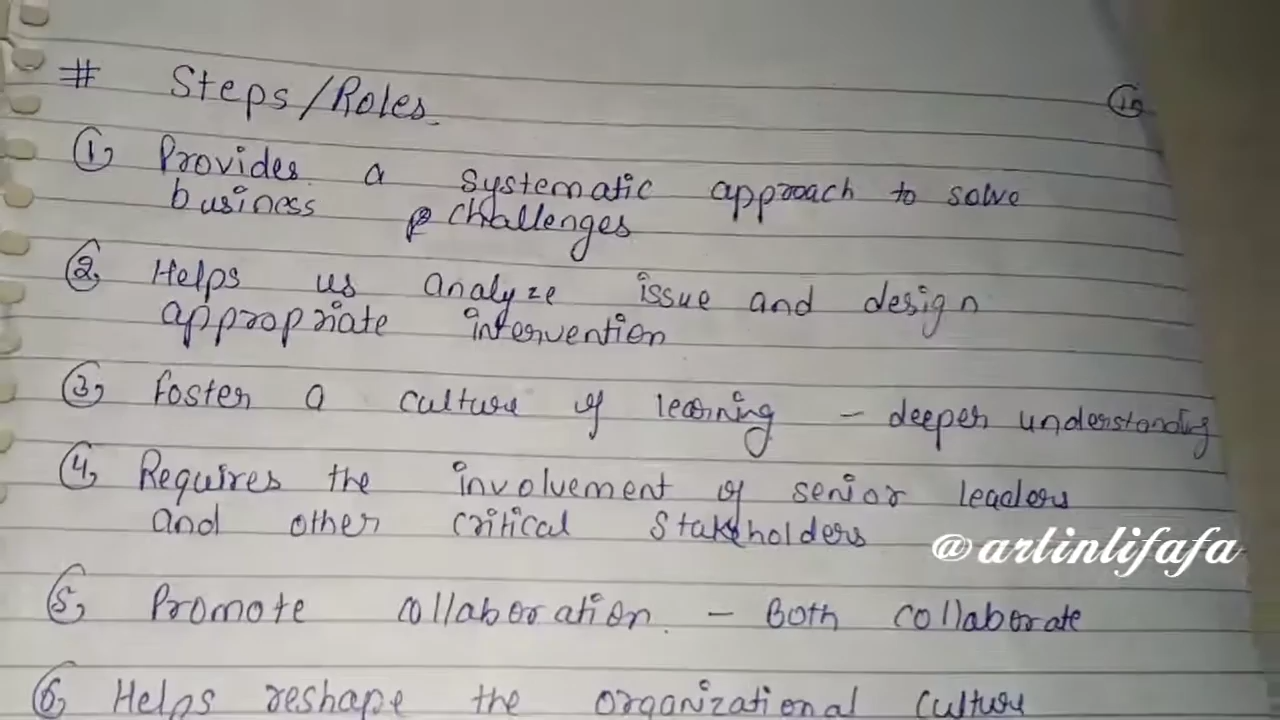 # Steps/Roles
1) Provides a systematic approach to solve
business challenges
2) Helps us analyze issue and design
appropriate intervention
3) Foster a culture of learning - deeper understanding
4) Requires the involvement of senior leaders
and other critical stakeholders
@artinlifafa
5) Promote collaboration. - Both collaborate
6) Helps reshape the organizational culture